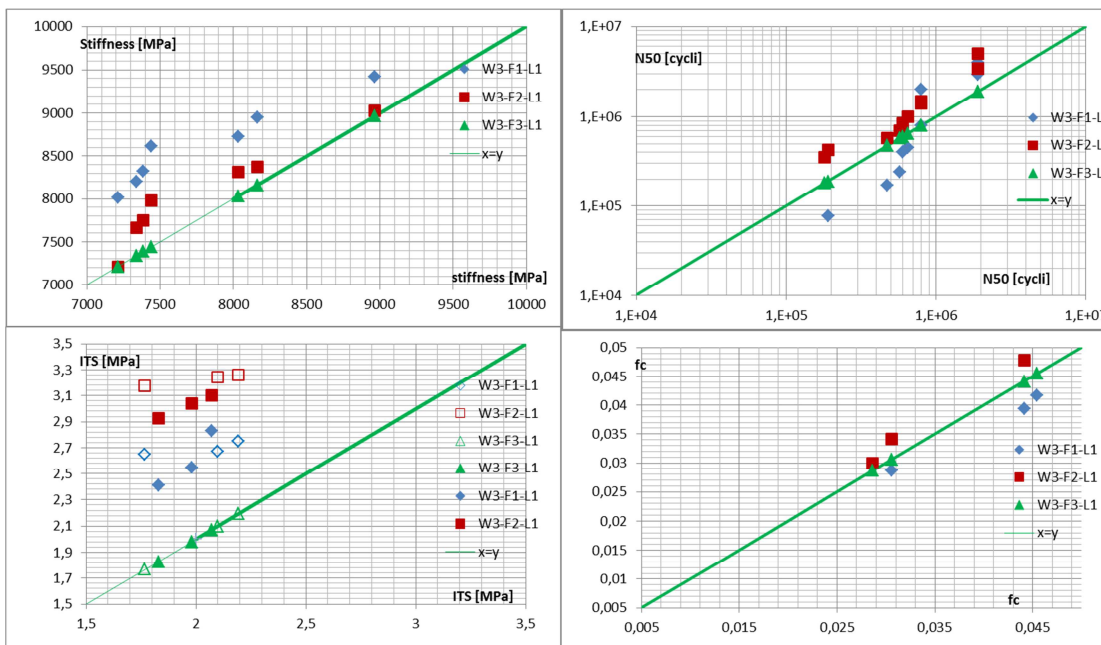 10000
Stiffness [MPa]
9500
W3-F1-L1
9000
W3-F2-L1
8500
W3-F3-L1
x=y
8000
7500
stiffness [MPa]
7000
7000 7500 8000 8500 9000 9500 10000
1,E+07
N50 [cycli]
1,E+06
W3-F1-L
W3-F2-L
W3-F3-L
1,E+05
x=y
N50 [cycli]
1,E+04
1,E+04 1,E+05 1,E+06 1,E+07
3,5
ITS [MPa]
3,3
3,1
W3-F1-L1
2,9
W3-F2-L1
2,7
W3-F3-L1
2,5
W3-F3-L1
2,3
W3-F1-L1
2,1
W3-F2-L1
1,9
x=y
1,7
ITS [MPa]
1,5
1,5 2 2,5 3 3,5
0,05
fc
0,045
0,04
0,035
W3-F1-L1
0,03
W3-F2-L1
0,025
W3-F3-L1
0,02
x=y
0,015
0,01
fc
0,005
0,005 0,015 0,025 0,035 0,045